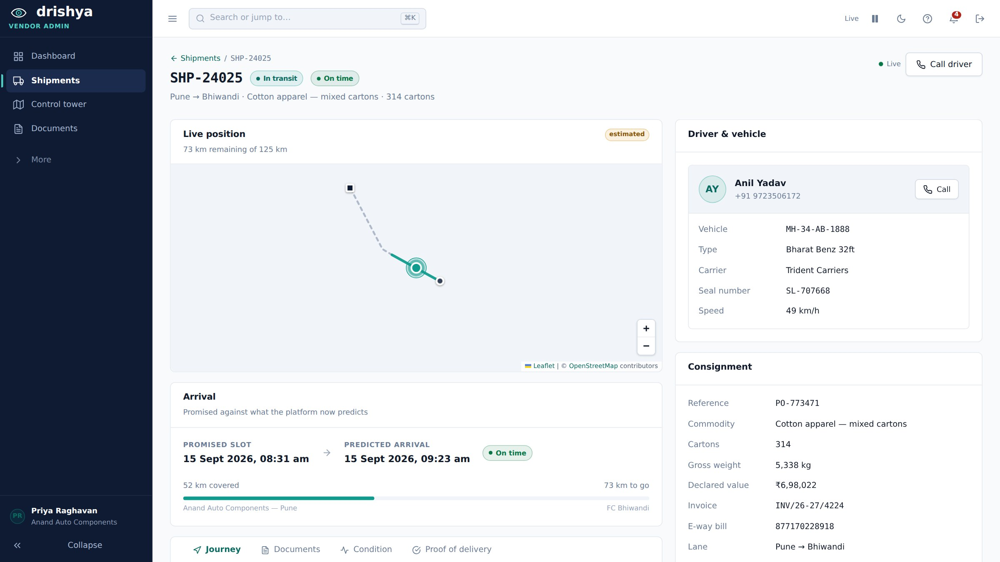 drishya
VENDOR ADMIN
Dashboard
Shipments
Control tower
Documents
More
Priya Raghavan
PR
Anand Auto Components
Collapse
Search or jump to...
⌘K
Live
4
Shipments / SHP-24025
SHP-24025
In transit
On time
Pune → Bhiwandi · Cotton apparel — mixed cartons · 314 cartons
Live
Call driver
Live position
estimated
73 km remaining of 125 km
+
−
Leaflet | © OpenStreetMap contributors
Arrival
Promised against what the platform now predicts
PROMISED SLOT
15 Sept 2026, 08:31 am
PREDICTED ARRIVAL
15 Sept 2026, 09:23 am
On time
52 km covered
73 km to go
Anand Auto Components — Pune
FC Bhiwandi
Journey
Documents
Condition
Proof of delivery
Driver & vehicle
AY
Anil Yadav
+91 9723506172
Call
Vehicle MH-34-AB-1888
Type Bharat Benz 32ft
Carrier Trident Carriers
Seal number SL-707668
Speed 49 km/h
Consignment
Reference PO-773471
Commodity Cotton apparel — mixed cartons
Cartons 314
Gross weight 5,338 kg
Declared value ₹6,98,022
Invoice INV/26-27/4224
E-way bill 877170228918
Lane Pune → Bhiwandi